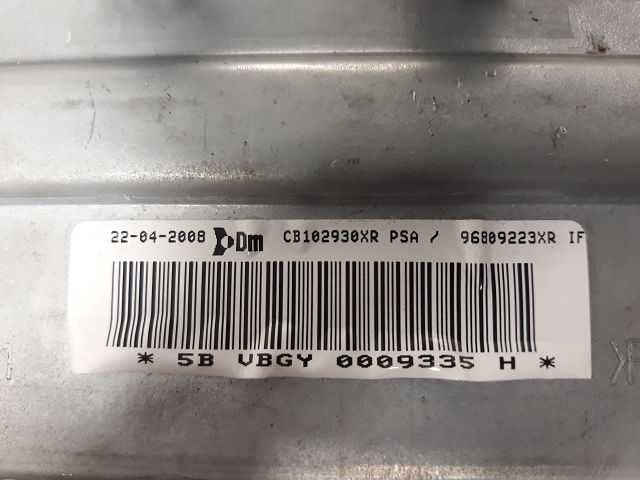 22-04-2008 Dm CB102930XR PSA / 96809223XR IF
* 5B VBGY 0009335 H *